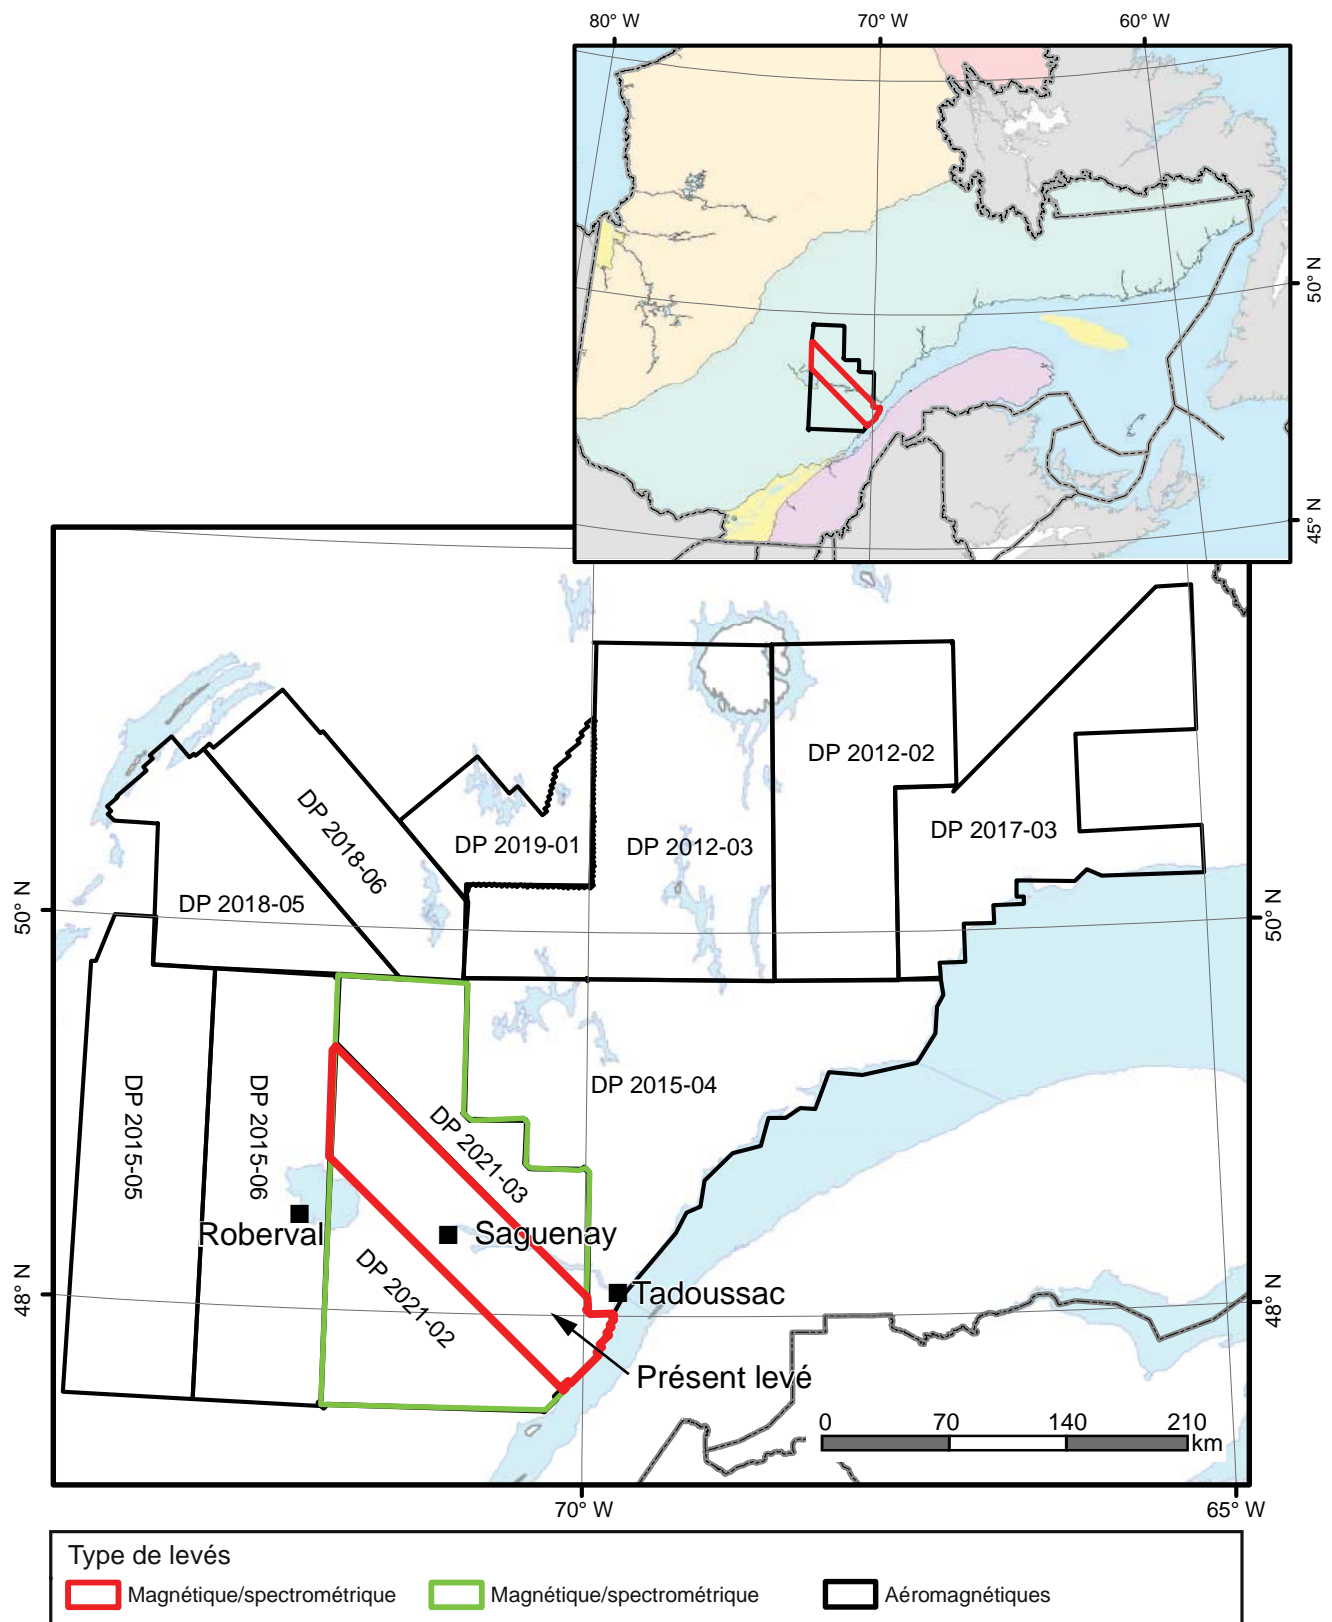 80° W
70° W
60° W
50° N
45° N
DP 2012-02
DP 2018-06
DP 2019-01
DP 2012-03
DP 2017-03
DP 2018-05
50° N
50° N
DP 2015-04
DP 2015-05
DP 2015-06
DP 2021-03
Roberval
Saguenay
DP 2021-02
Tadoussac
48° N
48° N
Présent levé
0 70 140 210
km
70° W
65° W
Type de levés
Magnétique/spectrométrique
Magnétique/spectrométrique
Aéromagnétiques